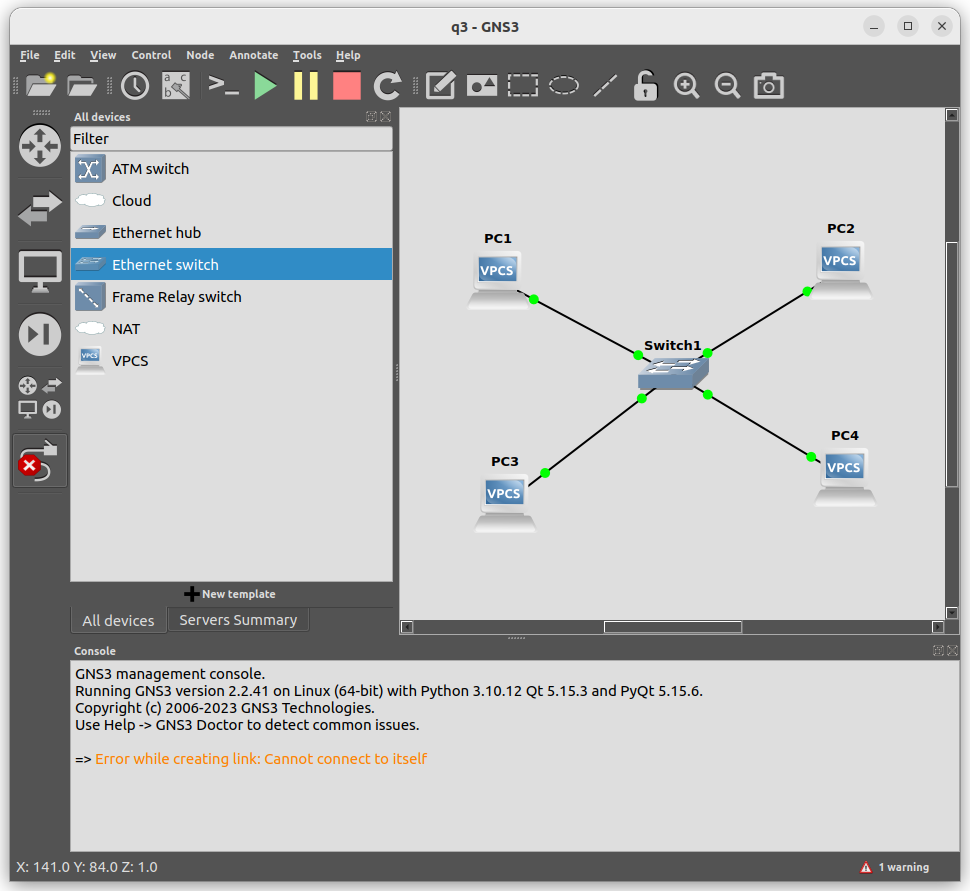 q3 - GNS3
File Edit View Control Node Annotate Tools Help
All devices
Filter
ATM switch
Cloud
Ethernet hub
Ethernet switch
Frame Relay switch
NAT
VPCS
VPCS
New template
All devices Servers Summary
PC1
VPCS
PC2
VPCS
Switch1
PC3
VPCS
PC4
VPCS
Console
GNS3 management console.
Running GNS3 version 2.2.41 on Linux (64-bit) with Python 3.10.12 Qt 5.15.3 and PyQt 5.15.6.
Copyright (c) 2006-2023 GNS3 Technologies.
Use Help -> GNS3 Doctor to detect common issues.
=> Error while creating link: Cannot connect to itself
X: 141.0 Y: 84.0 Z: 1.0
1 warning